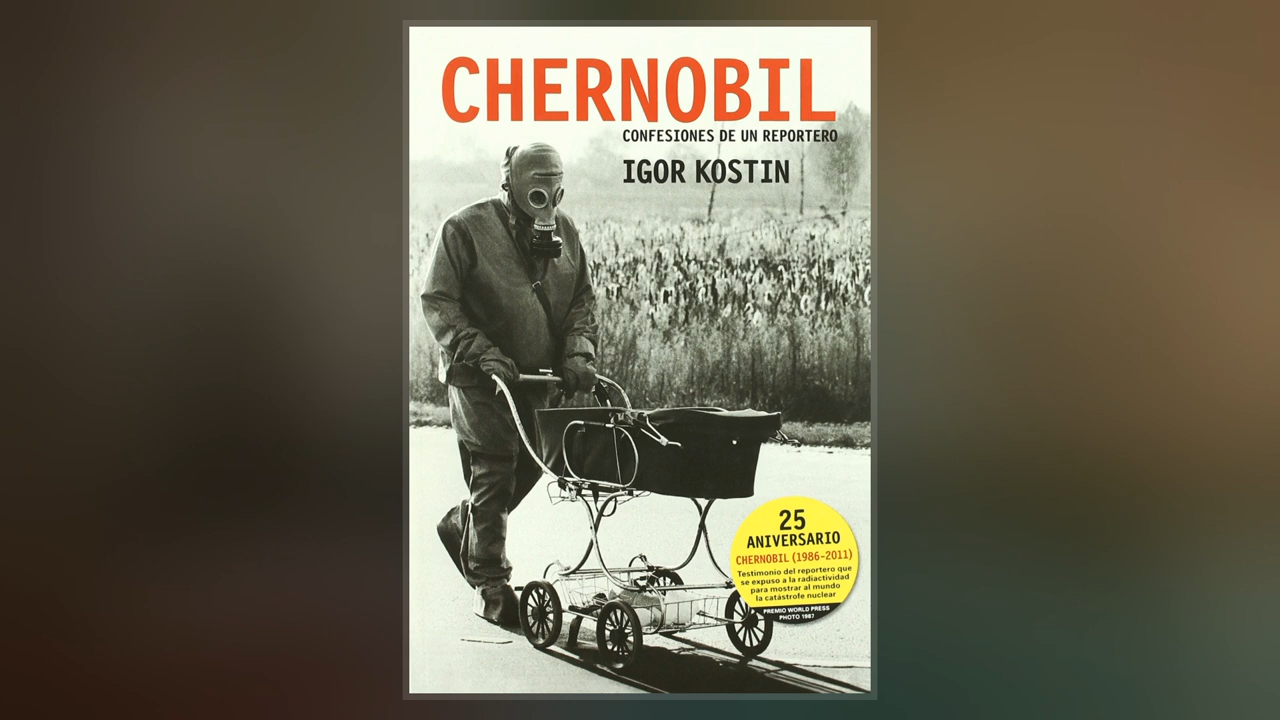 CHERNOBIL
CONFESIONES DE UN REPORTERO
IGOR KOSTIN
25
ANIVERSARIO
CHERNOBIL (1986-2011)
Testimonio del reportero que
se expuso a la radiactividad
para mostrar al mundo
la catástrofe nuclear
PREMIO WORLD PRESS
PHOTO 1987